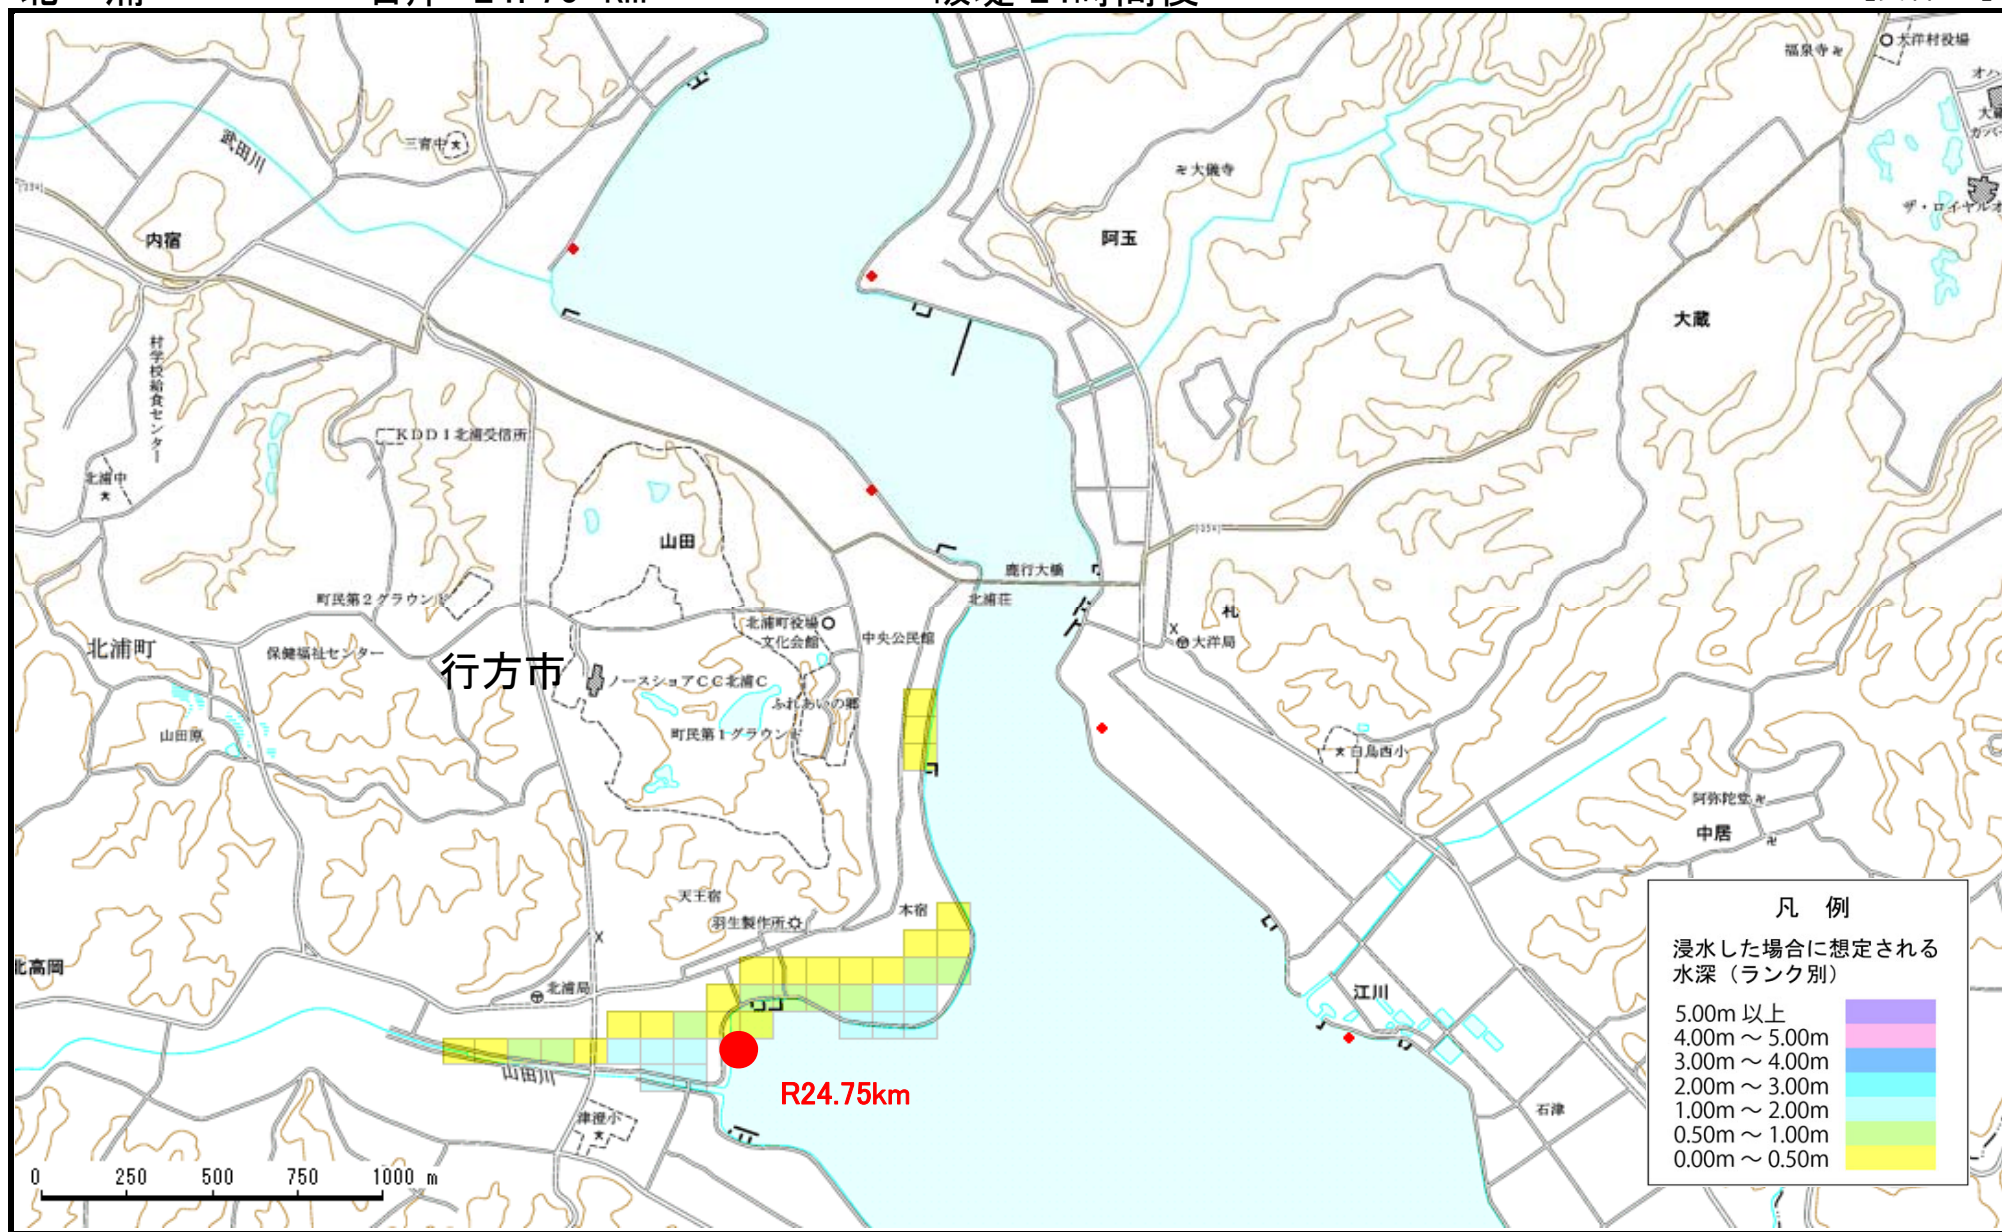 24.75 km
福泉寺
大洋村役場
武田川
三育中
大儀寺
内宿
阿玉
大蔵
村学校給食センター
KDDI北浦受信所
北浦中
山田
鹿行大橋
北浦荘
札
町民第2グラウンド
北浦町役場
文化会館
中央公民館
大洋局
北浦町
保健福祉センター
行方市
ノースショアCC北浦C
ふれあいの郷
山田原
町民第1グラウンド
白鳥西小
阿弥陀堂
中居
天王宿
本宿
羽生製作所
北高岡
北浦局
江川
山田川
R24.75km
津澄小
石津
0 250 500 750 1000 m
凡 例
浸水した場合に想定される
水深（ランク別）
5.00m 以上
4.00m ～ 5.00m
3.00m ～ 4.00m
2.00m ～ 3.00m
1.00m ～ 2.00m
0.50m ～ 1.00m
0.00m ～ 0.50m